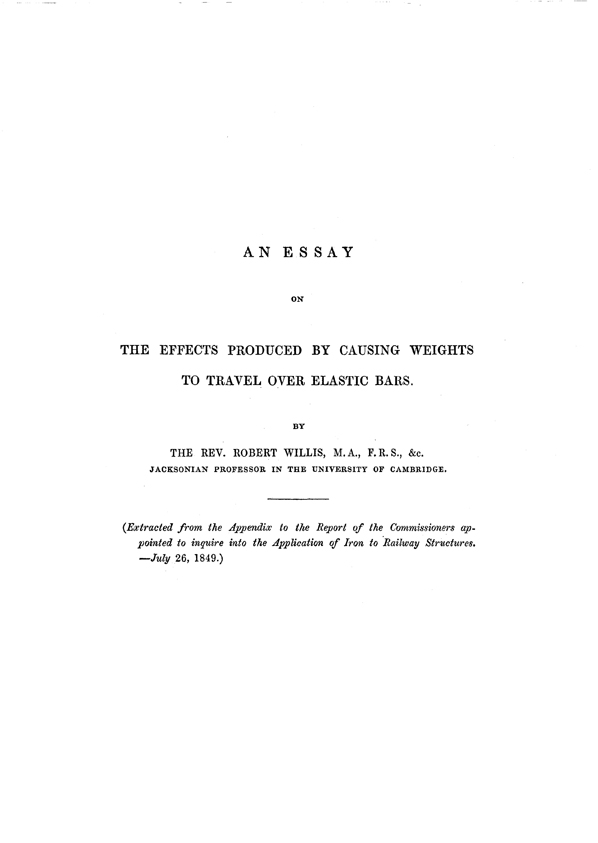 AN ESSAY
ON
THE EFFECTS PRODUCED BY CAUSING WEIGHTS
TO TRAVEL OVER ELASTIC BARS.
BY
THE REV. ROBERT WILLIS, M.A., F.R.S., &c.
JACKSONIAN PROFESSOR IN THE UNIVERSITY OF CAMBRIDGE.
(Extracted from the Appendix to the Report of the Commissioners ap-
pointed to inquire into the Application of Iron to Railway Structures.
—July 26, 1849.)